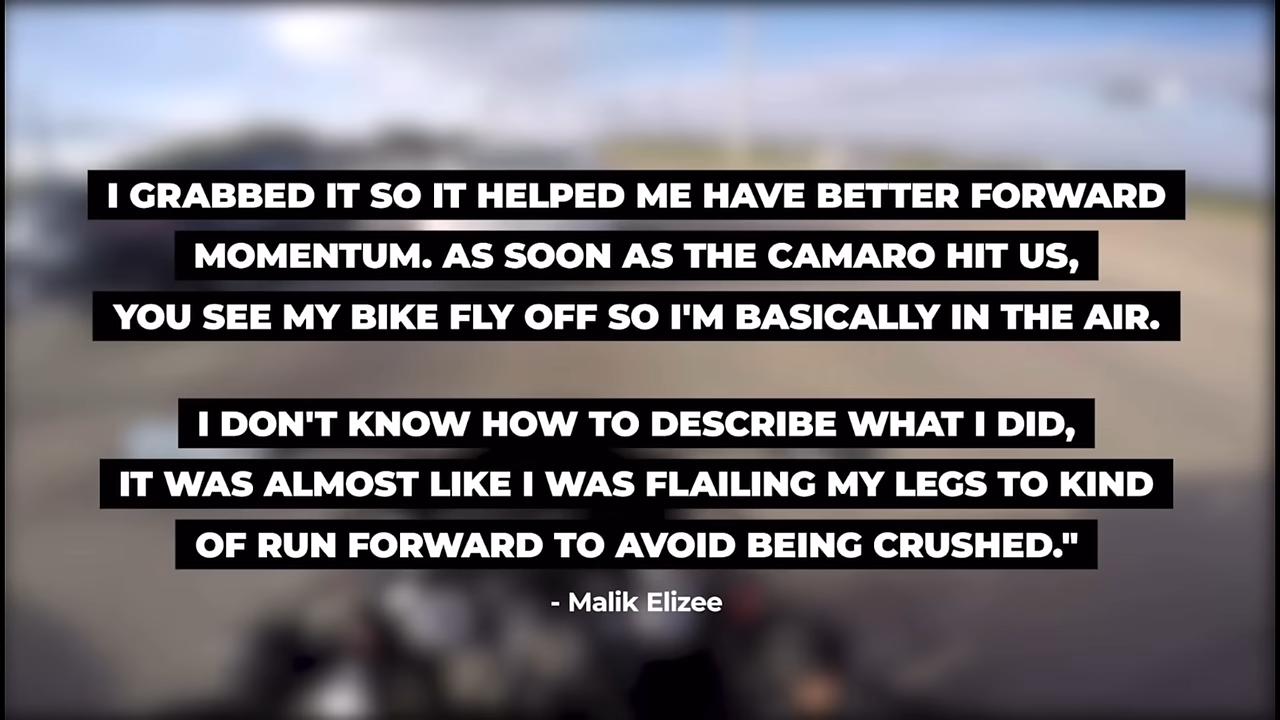 I GRABBED IT SO IT HELPED ME HAVE BETTER FORWARD
MOMENTUM. AS SOON AS THE CAMARO HIT US,
YOU SEE MY BIKE FLY OFF SO I'M BASICALLY IN THE AIR.
I DON'T KNOW HOW TO DESCRIBE WHAT I DID,
IT WAS ALMOST LIKE I WAS FLAILING MY LEGS TO KIND
OF RUN FORWARD TO AVOID BEING CRUSHED."
- Malik Elizee